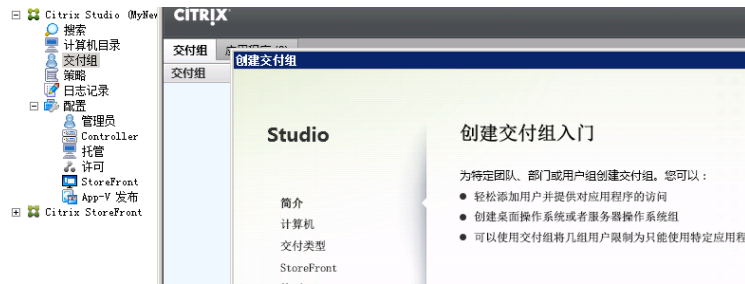 Citrix Studio (MyNew
搜索
计算机目录
交付组
策略
日志记录
配置
管理员
Controller
托管
许可
StoreFront
App-V 发布
Citrix StoreFront
CITRIX
交付组
交付组
创建交付组
Studio
简介
计算机
交付类型
StoreFront
创建交付组入门
为特定团队、部门或用户组创建交付组。您可以：
● 轻松添加用户并提供对应用程序的访问
● 创建桌面操作系统或者服务器操作系统组
● 可以使用交付组将几组用户限制为只能使用特定应用程